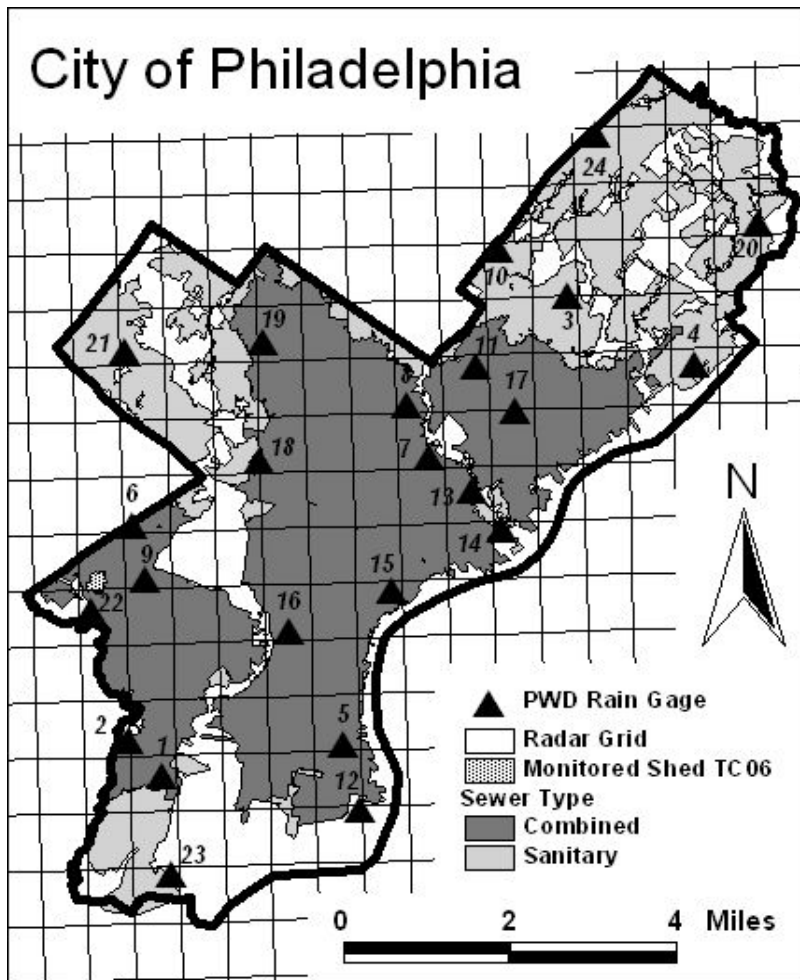 City of Philadelphia
24
20
10
3
19
21
11
4
8
17
18
7
6
13
N
14
9
15
22
16
PWD Rain Gage
2
5
Radar Grid
1
Monitored Shed TC06
12
Sewer Type
Combined
23
Sanitary
0 2 4 Miles